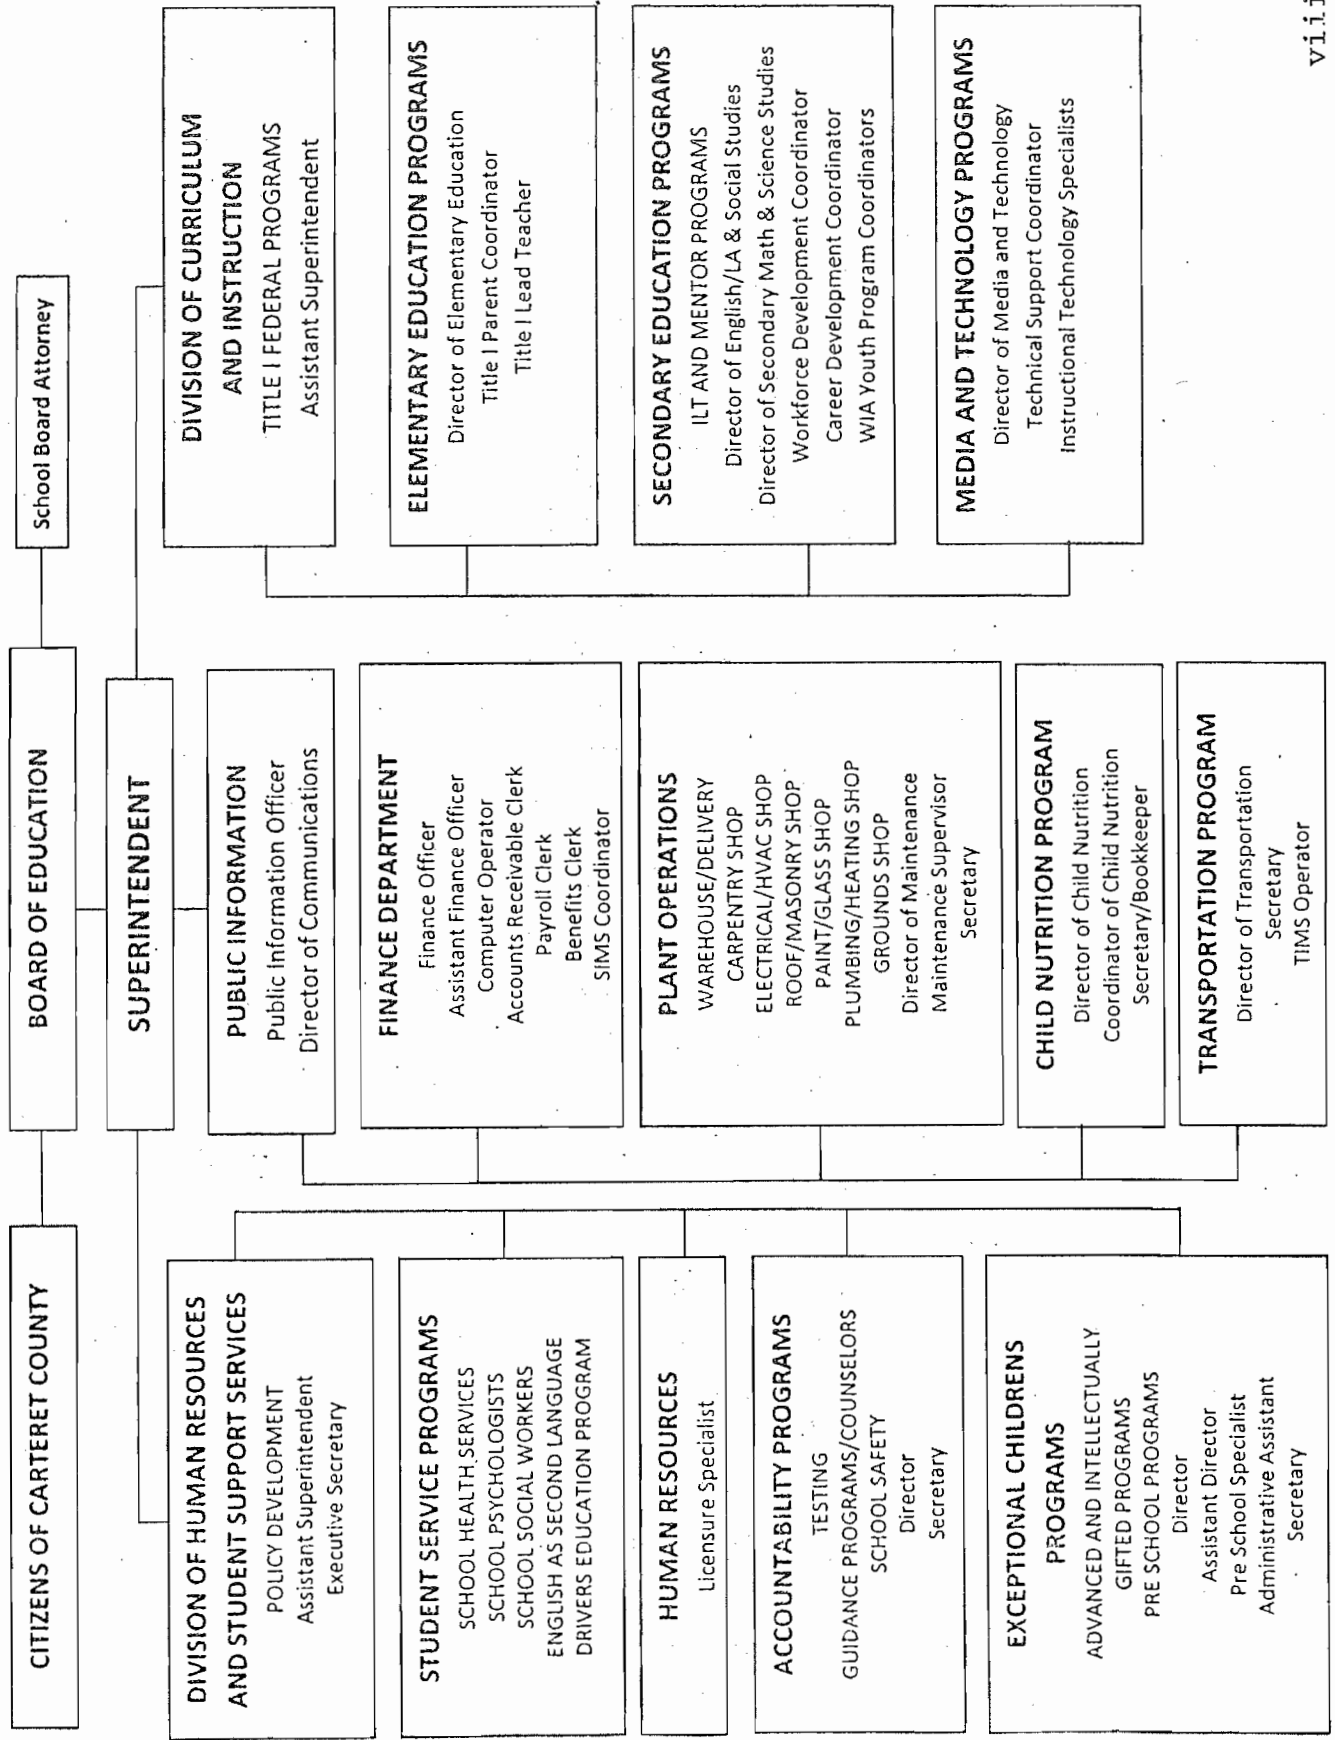 CITIZENS OF CARTERET COUNTY
BOARD OF EDUCATION
School Board Attorney
SUPERINTENDENT
DIVISION OF HUMAN RESOURCES
AND STUDENT SUPPORT SERVICES
POLICY DEVELOPMENT
Assistant Superintendent
Executive Secretary
STUDENT SERVICE PROGRAMS
SCHOOL HEALTH SERVICES
SCHOOL PSYCHOLOGISTS
SCHOOL SOCIAL WORKERS
ENGLISH AS SECOND LANGUAGE
DRIVERS EDUCATION PROGRAM
HUMAN RESOURCES
Licensure Specialist
ACCOUNTABILITY PROGRAMS
TESTING
GUIDANCE PROGRAMS/COUNSELORS
SCHOOL SAFETY
Director
Secretary
EXCEPTIONAL CHILDRENS
PROGRAMS
ADVANCED AND INTELLECTUALLY
GIFTED PROGRAMS
PRE SCHOOL PROGRAMS
Director
Assistant Director
Pre School Specialist
Administrative Assistant
Secretary
PUBLIC INFORMATION
Public Information Officer
Director of Communications
FINANCE DEPARTMENT
Finance Officer
Assistant Finance Officer
Computer Operator
Accounts Receivable Clerk
Payroll Clerk
Benefits Clerk
SIMS Coordinator
PLANT OPERATIONS
WAREHOUSE/DELIVERY
CARPENTRY SHOP
ELECTRICAL/HVAC SHOP
ROOF/MASONRY SHOP
PAINT/GLASS SHOP
PLUMBING/HEATING SHOP
GROUNDS SHOP
Director of Maintenance
Maintenance Supervisor
Secretary
CHILD NUTRITION PROGRAM
Director of Child Nutrition
Coordinator of Child Nutrition
Secretary/Bookkeeper
TRANSPORTATION PROGRAM
Director of Transportation
Secretary
TIMS Operator
DIVISION OF CURRICULUM
AND INSTRUCTION
TITLE I FEDERAL PROGRAMS
Assistant Superintendent
ELEMENTARY EDUCATION PROGRAMS
Director of Elementary Education
Title I Parent Coordinator
Title I Lead Teacher
SECONDARY EDUCATION PROGRAMS
ILT AND MENTOR PROGRAMS
Director of English/LA & Social Studies
Director of Secondary Math & Science Studies
Workforce Development Coordinator
Career Development Coordinator
WIA Youth Program Coordinators
MEDIA AND TECHNOLOGY PROGRAMS
Director of Media and Technology
Technical Support Coordinator
Instructional Technology Specialists
viii